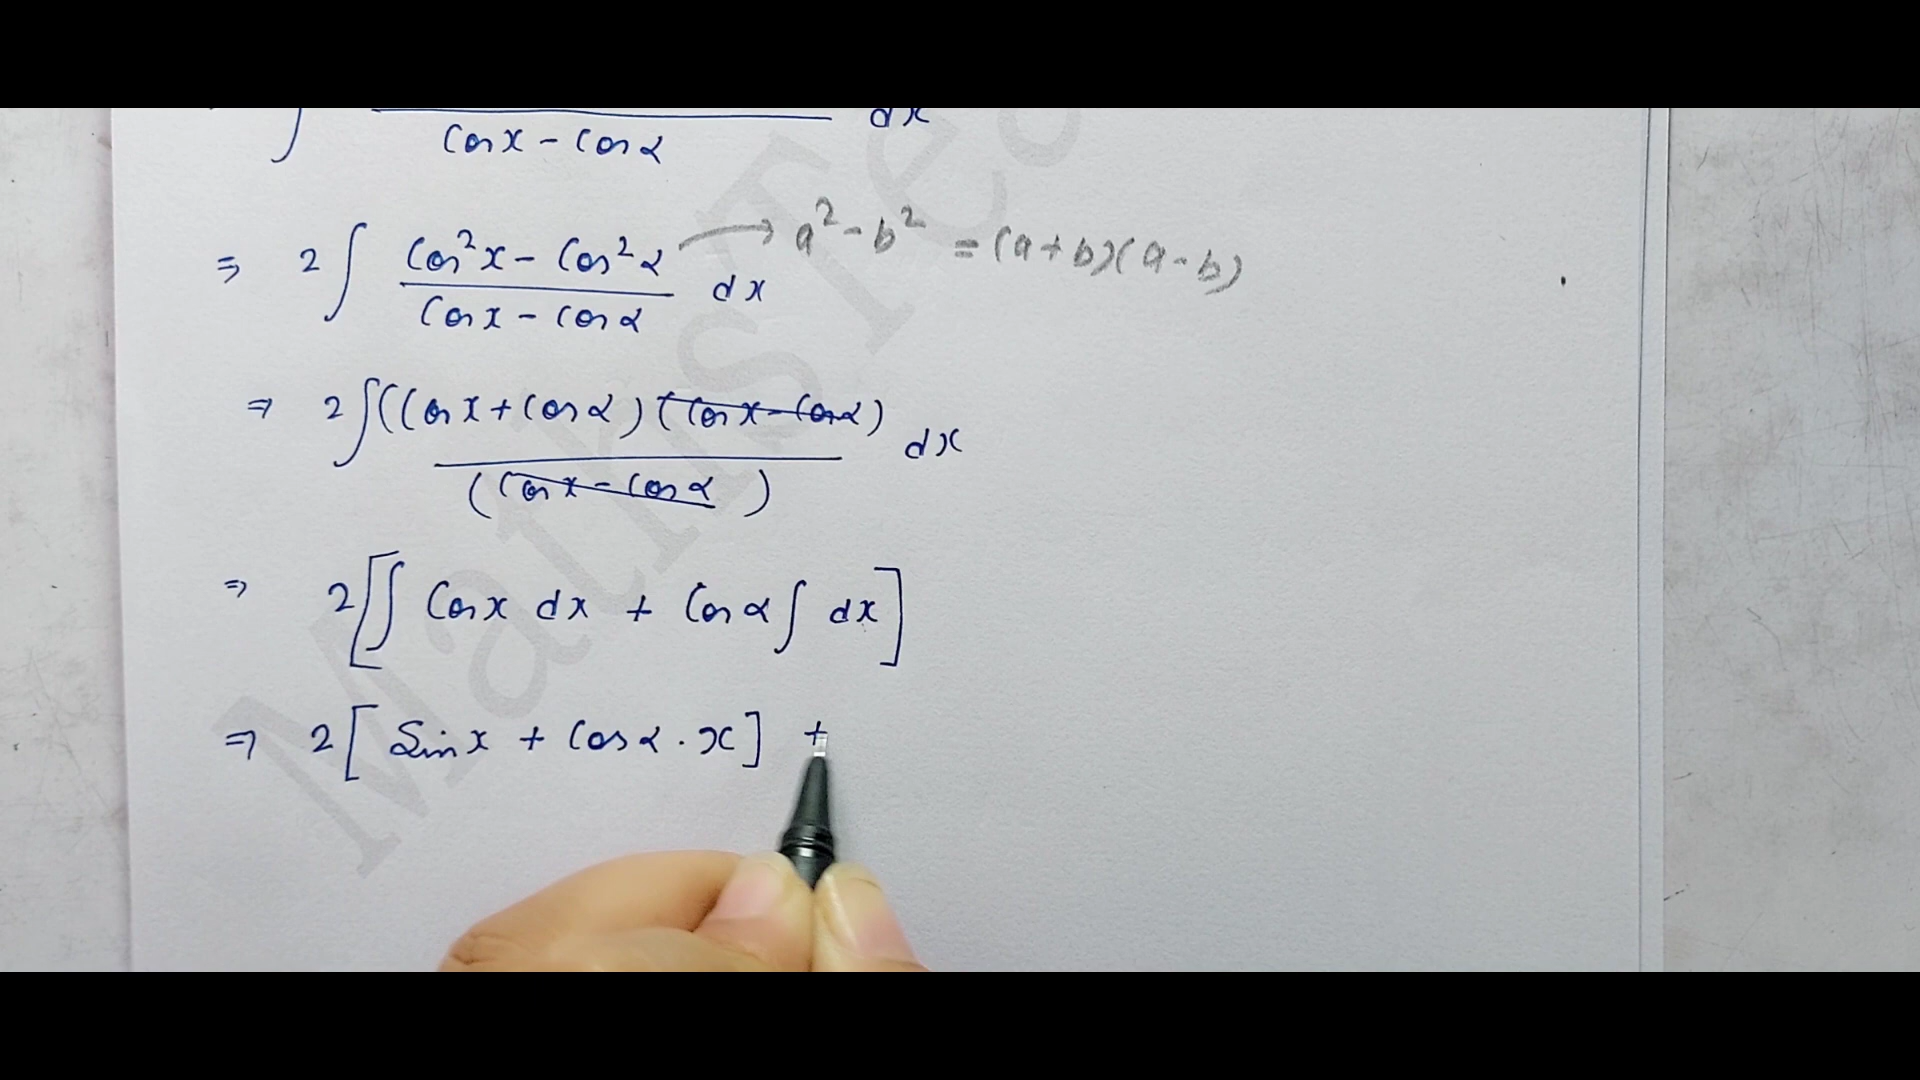 ∫ ――― dx
Cos x - Cos α
⇒ 2 ∫ (Cos²x - Cos²α) / (Cos x - Cos α) dx → a² - b² = (a+b)(a-b)
⇒ 2 ∫ ((Cos x + Cos α) (Cos x - Cos α)) / (Cos x - Cos α) dx
⇒ 2 [∫ Cos x dx + Cos α ∫ dx]
⇒ 2 [Sin x + Cos α . x] +